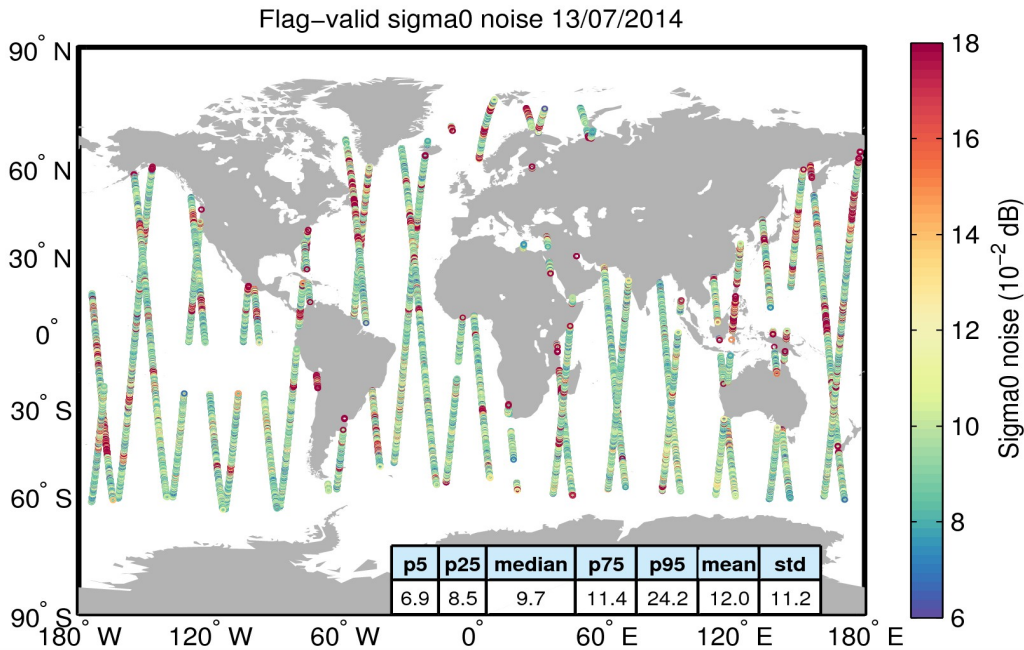 Flag−valid sigma0 noise 13/07/2014
90° N
60° N
30° N
0°
30° S
60° S
90° S
180° W 120° W 60° W 0° 60° E 120° E 180° E
p5 p25 median p75 p95 mean std
6.9 8.5 9.7 11.4 24.2 12.0 11.2
18
16
14
12
10
8
6
Sigma0 noise (10⁻² dB)